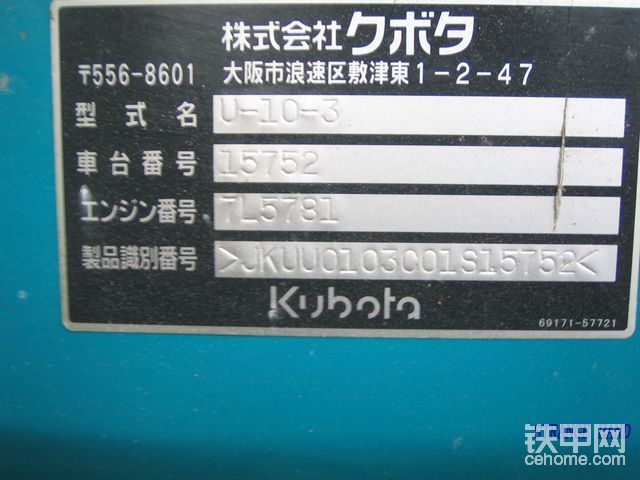 株式会社クボタ
〒556-8601 大阪市浪速区敷津東1-2-47
型式名 U-10-3
車台番号 15752
エンジン番号 7L5781
製品識別番号 >JKUU0103C01S15752<
Kubota
69171-57721
铁甲网
cehome.com